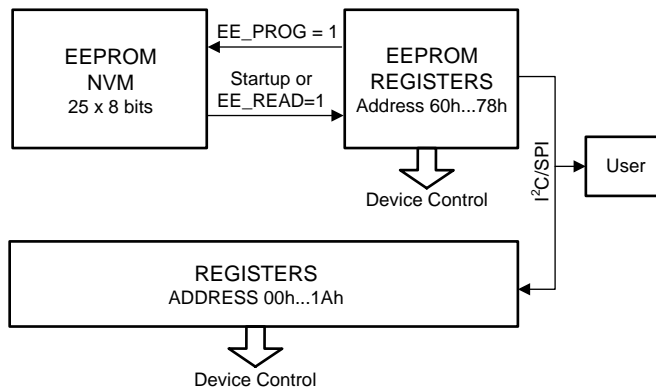 EEPROM
NVM
25 x 8 bits
EE_PROG = 1
Startup or
EE_READ=1
EEPROM
REGISTERS
Address 60h...78h
Device Control
I²C/SPI
User
REGISTERS
ADDRESS 00h...1Ah
Device Control